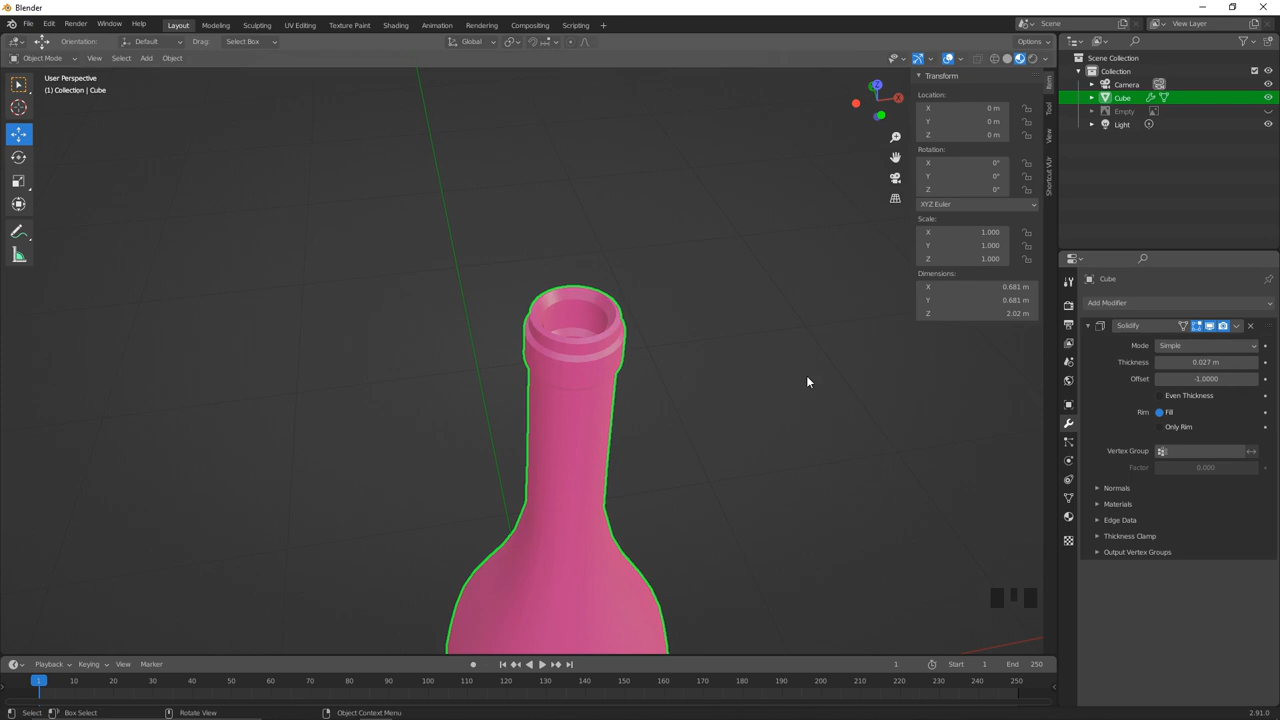 Blender
File Edit Render Window Help
Layout Modeling Sculpting UV Editing Texture Paint Shading Animation Rendering Compositing Scripting +
Scene
View Layer
Orientation: Default Drag: Select Box
Global
Options
Object Mode View Select Add Object
User Perspective
(1) Collection | Cube
Transform
Location:
X 0 m
Y 0 m
Z 0 m
Rotation:
X 0°
Y 0°
Z 0°
XYZ Euler
Scale:
X 1.000
Y 1.000
Z 1.000
Dimensions:
X 0.681 m
Y 0.681 m
Z 2.02 m
Item
Tool
View
Shortcut VUr
X
Z
Scene Collection
Collection
Camera
Cube
Empty
Light
Cube
Add Modifier
Solidify
Mode Simple
Thickness 0.027 m
Offset -1.0000
Even Thickness
Rim Fill
Only Rim
Vertex Group
Factor 0.000
Normals
Materials
Edge Data
Thickness Clamp
Output Vertex Groups
Playback Keying View Marker
1 Start 1 End 250
1 10 20 30 40 50 60 70 80 90 100 110 120 130 140 150 160 170 180 190 200 210 220 230 240 250
Select Box Select Rotate View Object Context Menu
2.91.0